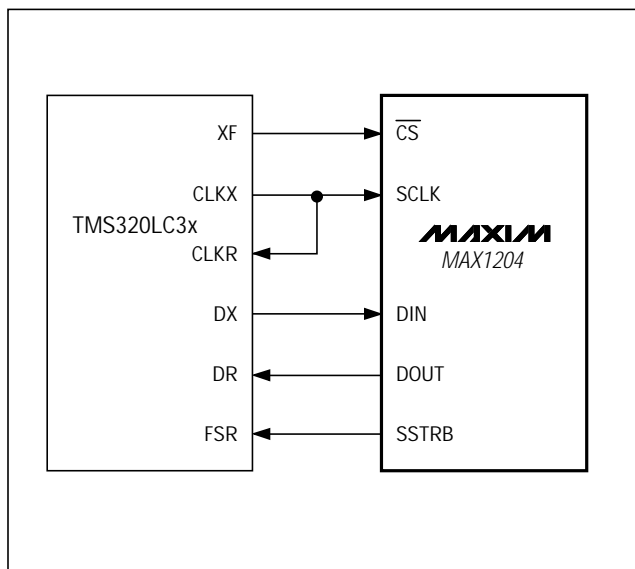 XF
CS
CLKX
SCLK
TMS320LC3x
MAXIM
CLKR
MAX1204
DX
DIN
DR
DOUT
FSR
SSTRB